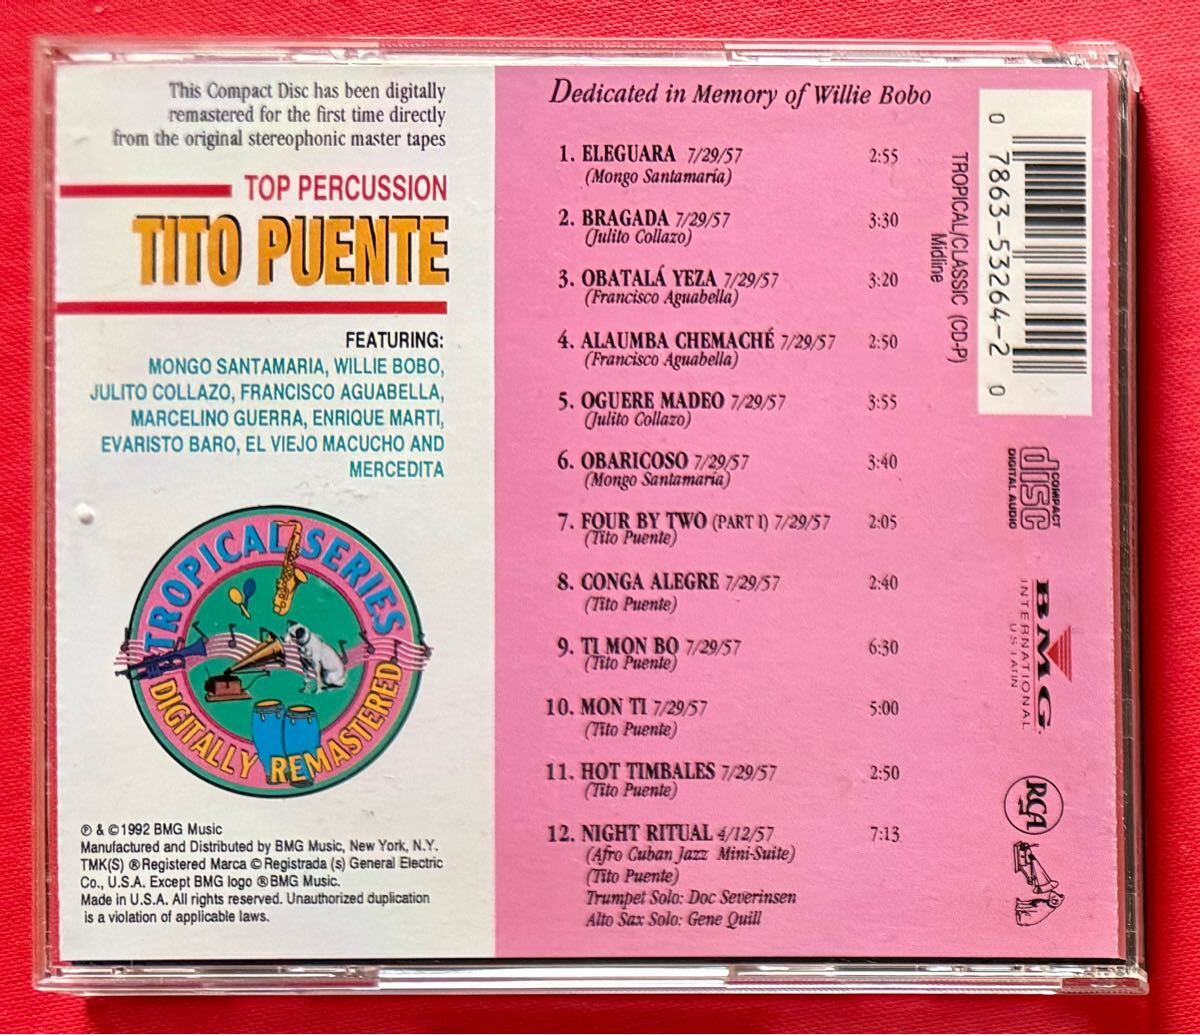 This Compact Disc has been digitally
remastered for the first time directly
from the original stereophonic master tapes
TOP PERCUSSION
TITO PUENTE
FEATURING:
MONGO SANTAMARIA, WILLIE BOBO,
JULITO COLLAZO, FRANCISCO AGUABELLA,
MARCELINO GUERRA, ENRIQUE MARTI,
EVARISTO BARO, EL VIEJO MACUCHO AND
MERCEDITA
TROPICAL SERIES
DIGITALLY REMASTERED
℗ & © 1992 BMG Music
Manufactured and Distributed by BMG Music, New York, N.Y.
TMK(S) ® Registered Marca © Registrada (s) General Electric
Co., U.S.A. Except BMG logo ® BMG Music.
Made in U.S.A. All rights reserved. Unauthorized duplication
is a violation of applicable laws.
Dedicated in Memory of Willie Bobo
1. ELEGUARA 7/29/57 2:55
(Mongo Santamaría)
2. BRAGADA 7/29/57 3:30
(Julito Collazo)
3. OBATALÁ YEZA 7/29/57 3:20
(Francisco Aguabella)
4. ALAUMBA CHEMACHÉ 7/29/57 2:50
(Francisco Aguabella)
5. OGUERE MADEO 7/29/57 3:55
(Julito Collazo)
6. OBARICOSO 7/29/57 3:40
(Mongo Santamaría)
7. FOUR BY TWO (PART I) 7/29/57 2:05
(Tito Puente)
8. CONGA ALEGRE 7/29/57 2:40
(Tito Puente)
9. TI MON BO 7/29/57 6:30
(Tito Puente)
10. MON TI 7/29/57 5:00
(Tito Puente)
11. HOT TIMBALES 7/29/57 2:50
(Tito Puente)
12. NIGHT RITUAL 4/12/57 7:13
(Afro Cuban Jazz Mini-Suite)
(Tito Puente)
Trumpet Solo: Doc Severinsen
Alto Sax Solo: Gene Quill
0 7863-53264-2 0
TROPICAL/CLASSIC (CD-P)
Midline
COMPACT
disc
DIGITAL AUDIO
BMG
INTERNATIONAL
US LATIN
RCA